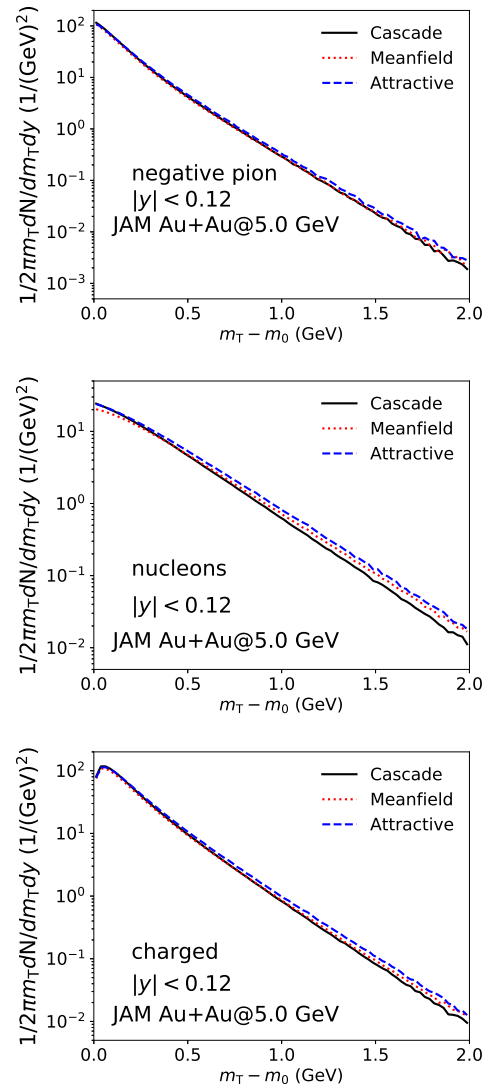 1/2πm_T dN/dm_T dy (1/(GeV)^2)
10^2
10^1
10^0
10^−1
10^−2
10^−3
Cascade
Meanfield
Attractive
negative pion
|y| < 0.12
JAM Au+Au@5.0 GeV
0.0 0.5 1.0 1.5 2.0
m_T − m_0 (GeV)
1/2πm_T dN/dm_T dy (1/(GeV)^2)
10^1
10^0
10^−1
10^−2
Cascade
Meanfield
Attractive
nucleons
|y| < 0.12
JAM Au+Au@5.0 GeV
0.0 0.5 1.0 1.5 2.0
m_T − m_0 (GeV)
1/2πm_T dN/dm_T dy (1/(GeV)^2)
10^2
10^1
10^0
10^−1
10^−2
Cascade
Meanfield
Attractive
charged
|y| < 0.12
JAM Au+Au@5.0 GeV
0.0 0.5 1.0 1.5 2.0
m_T − m_0 (GeV)